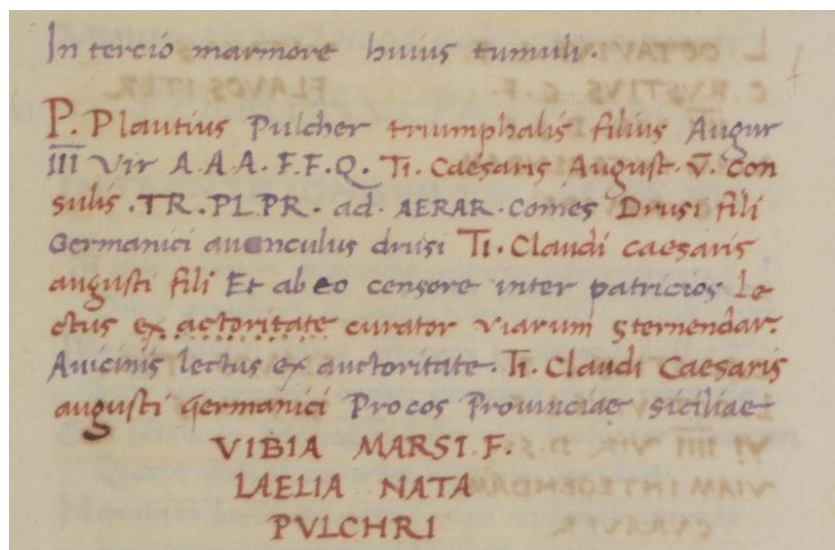 In tercio marmore huius tumuli.
P. Plautius Pulcher triumphalis filius Augur
III Vir A.A.A.F.F.Q. Ti. Caesaris August. V. con
sulis. TR. PL. PR. ad. AERAR. comes Drusi fili
Germanici auunculus drusi Ti. Claudi caesaris
augusti fili Et ab eo censore inter patricios Le
ctus ex actoritate curator viarum sternendar.
Auicinis lectus ex auctoritate. Ti. Claudi Caesaris
augusti germanici Procos Prouinciae siciliae
VIBIA MARSI. F.
LAELIA NATA
PVLCHRI